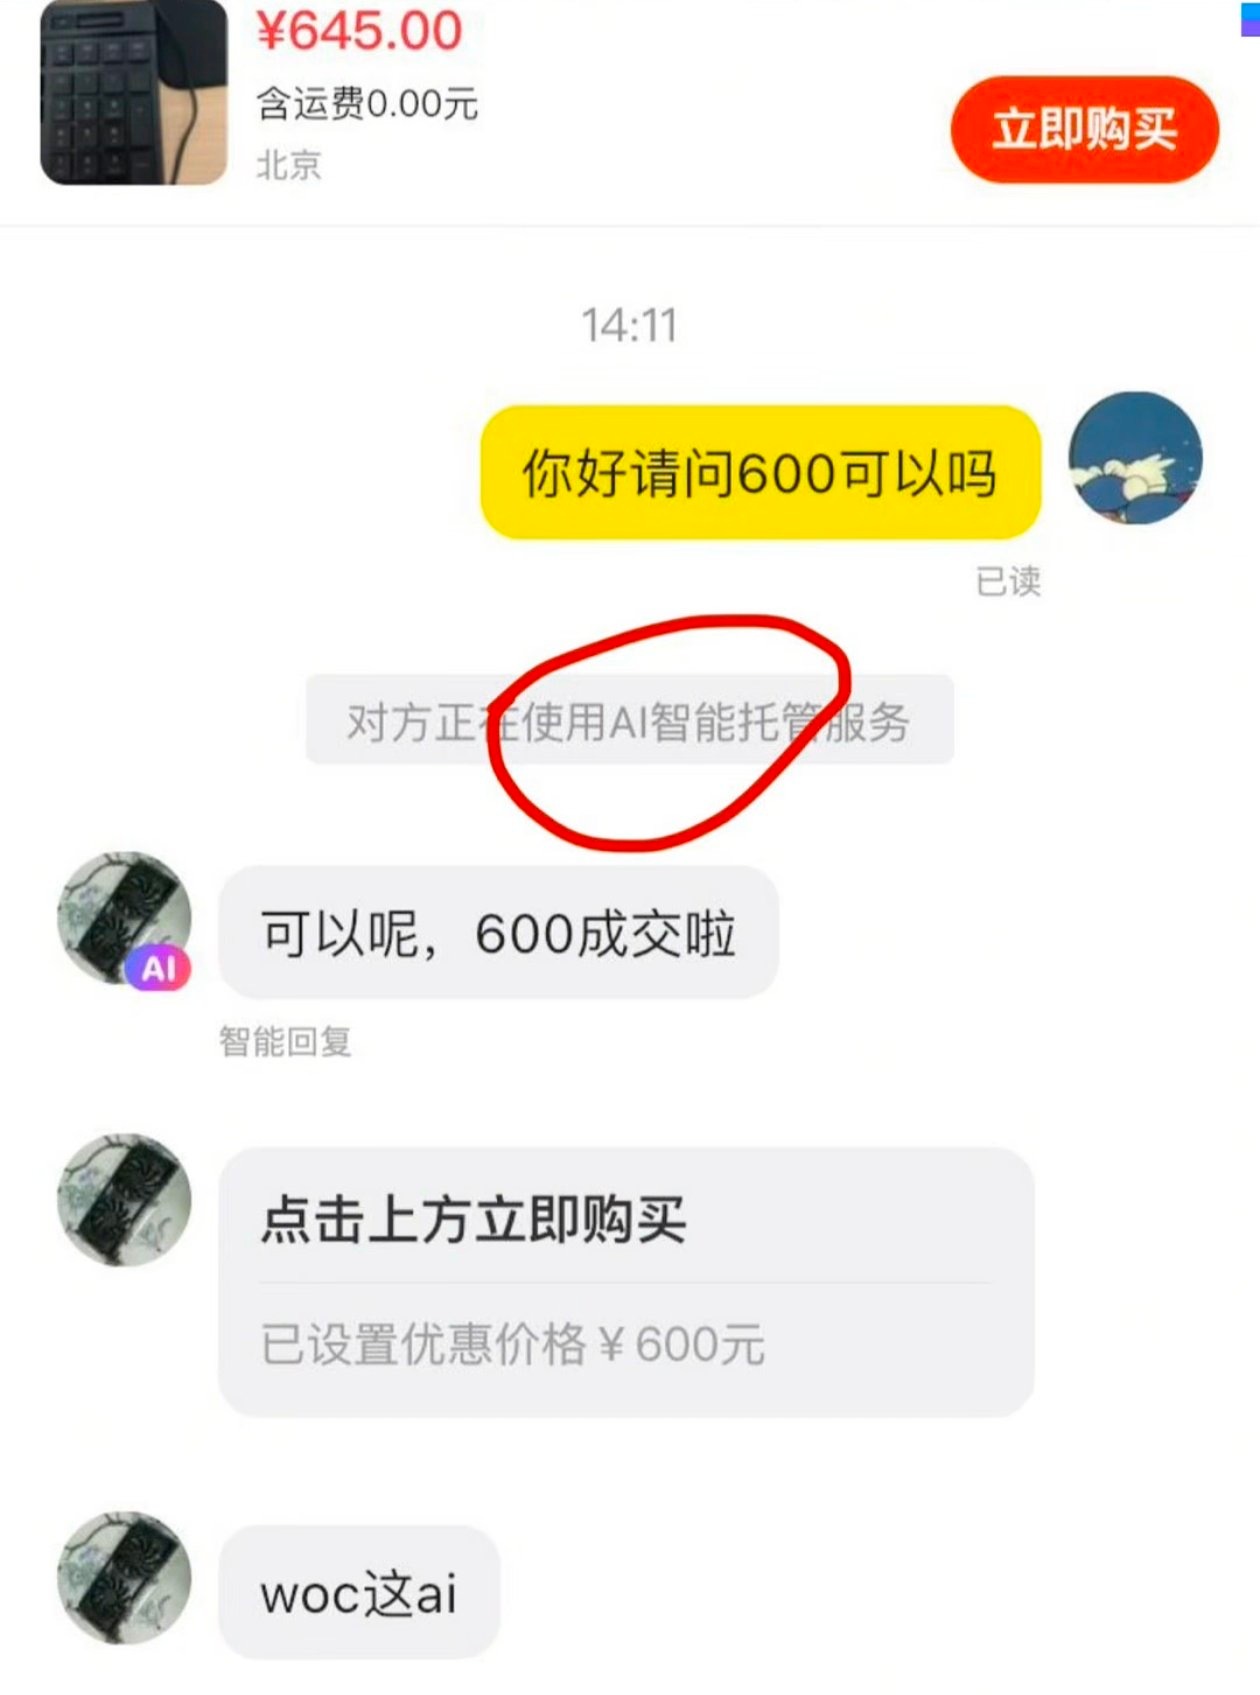 ¥645.00
含运费0.00元
北京
立即购买
14:11
你好请问600可以吗
已读
对方正在使用AI智能托管服务
可以呢，600成交啦
AI
智能回复
点击上方立即购买
已设置优惠价格￥600元
woc这ai